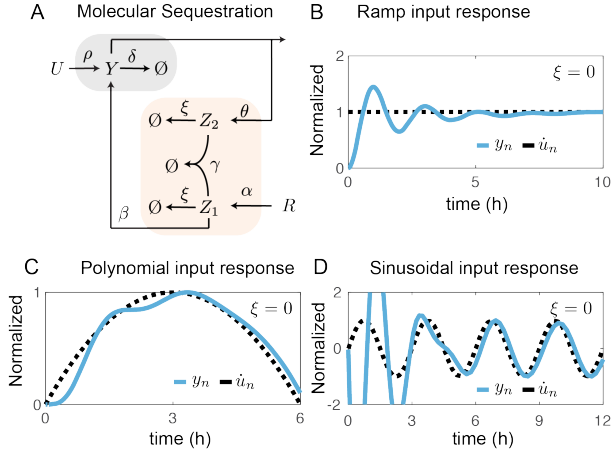 A Molecular Sequestration
U ρ Y δ Ø
Ø ξ Z₂ θ
Ø γ
Ø ξ Z₁ α R
β
B Ramp input response
Normalized
2
1
0
ξ = 0
yₙ u̇ₙ
0 5 10
time (h)
C Polynomial input response
Normalized
1
0
ξ = 0
yₙ u̇ₙ
0 3 6
time (h)
D Sinusoidal input response
Normalized
2
0
-2
ξ = 0
yₙ u̇ₙ
0 3 6 9 12
time (h)